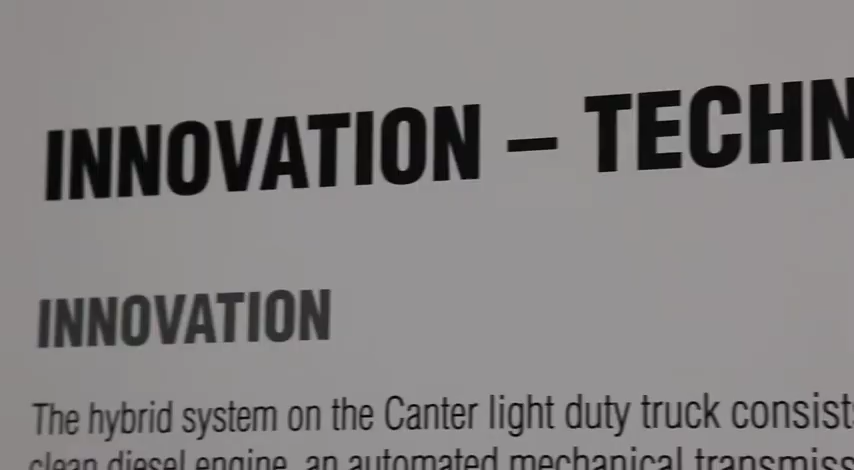 INNOVATION – TECHN
INNOVATION
The hybrid system on the Canter light duty truck consist
clean diesel engine, an automated mechanical transmiss